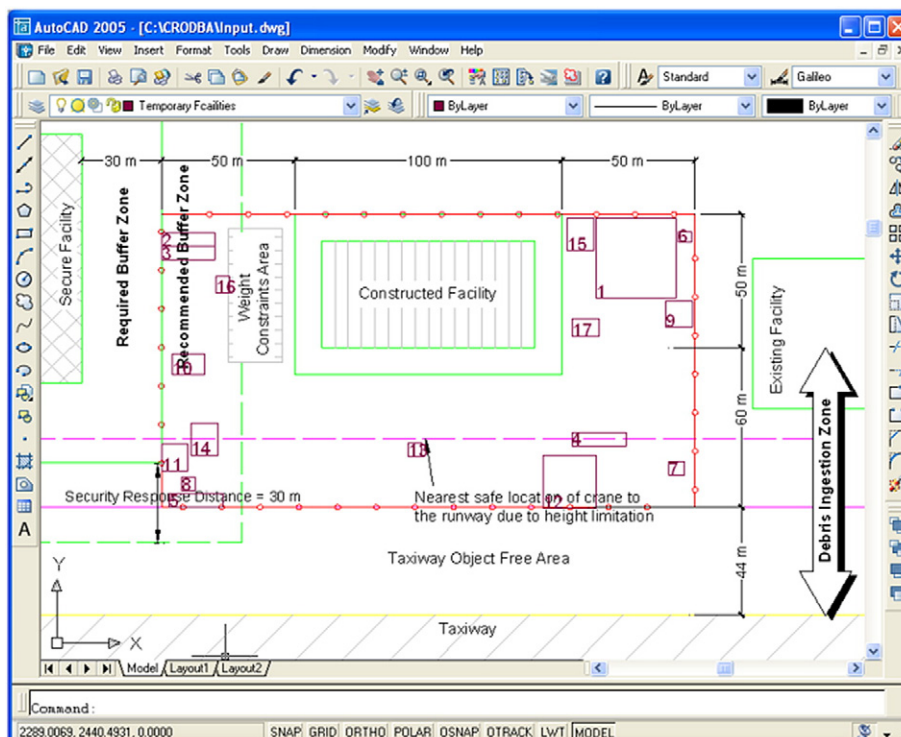 AutoCAD 2005 - [C:\CRODBA\Input.dwg]
File Edit View Insert Format Tools Draw Dimension Modify Window Help
Standard Galileo
Temporary Fcailities ByLayer ByLayer ByLayer
30 m 50 m 100 m 50 m
Secure Facility
Required Buffer Zone
Recommended Buffer Zone
Weight
Constraints Area
Constructed Facility
Existing Facility
Debris Ingestion Zone
50 m
60 m
44 m
2
3
16
15
6
1
9
17
14
11
8
5
13
4
7
12
Security Response Distance = 30 m
Nearest safe location of crane to
the runway due to height limitation
Taxiway Object Free Area
Taxiway
Y
X
Model Layout1 Layout2
Command:
2289.0069, 2440.4931, 0.0000 SNAP GRID ORTHO POLAR OSNAP OTRACK LWT MODEL